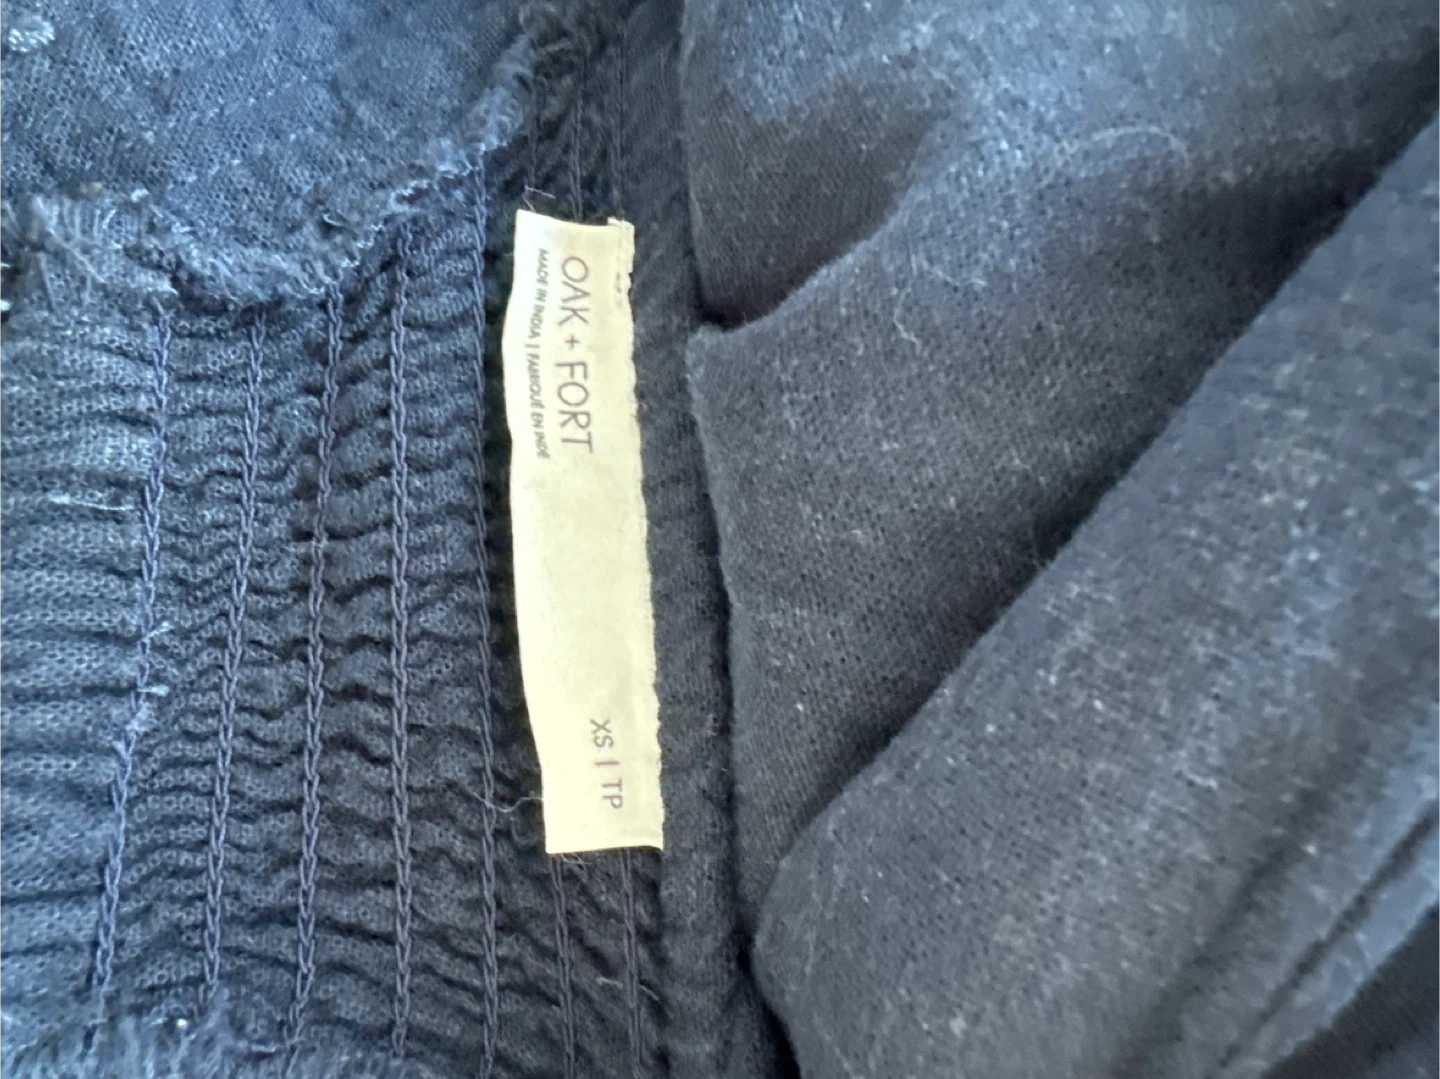 OAK + FORT
MADE IN INDIA | FABRIQUÉ EN INDE
XS | TP